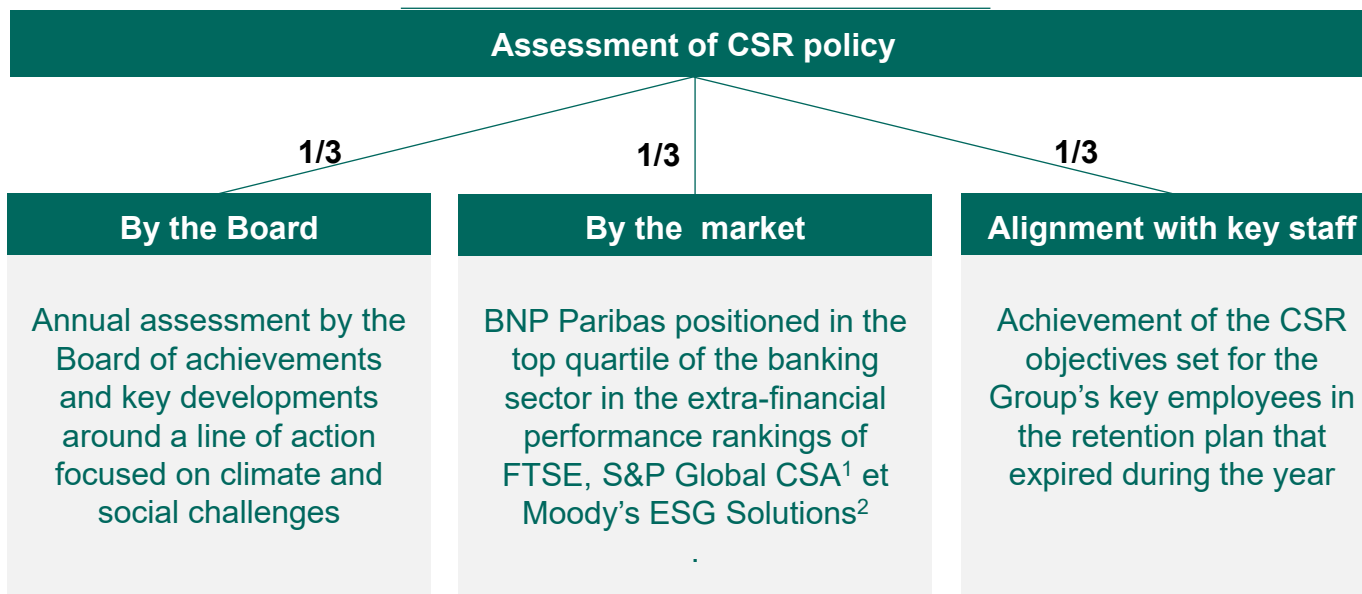 Assessment of CSR policy
1/3
1/3
1/3
By the Board
Annual assessment by the
Board of achievements
and key developments
around a line of action
focused on climate and
social challenges
By the market
BNP Paribas positioned in the
top quartile of the banking
sector in the extra-financial
performance rankings of
FTSE, S&P Global CSA¹ et
Moody's ESG Solutions²
.
Alignment with key staff
Achievement of the CSR
objectives set for the
Group's key employees in
the retention plan that
expired during the year